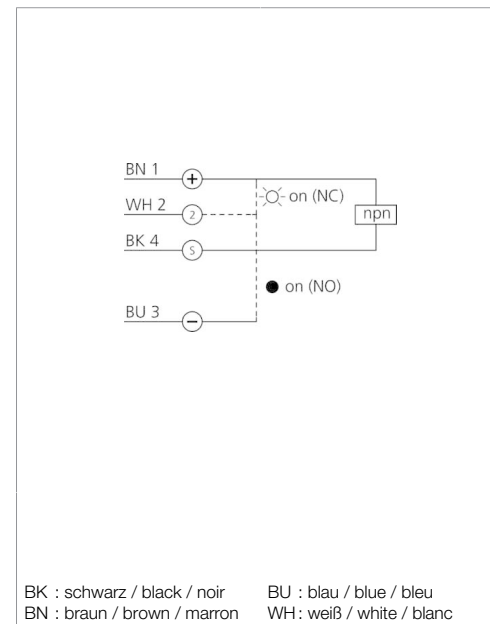 BN 1 +
on (NC)
WH 2 2 npn
BK 4 S
on (NO)
BU 3 −
BK : schwarz / black / noir BU : blau / blue / bleu
BN : braun / brown / marron WH : weiß / white / blanc